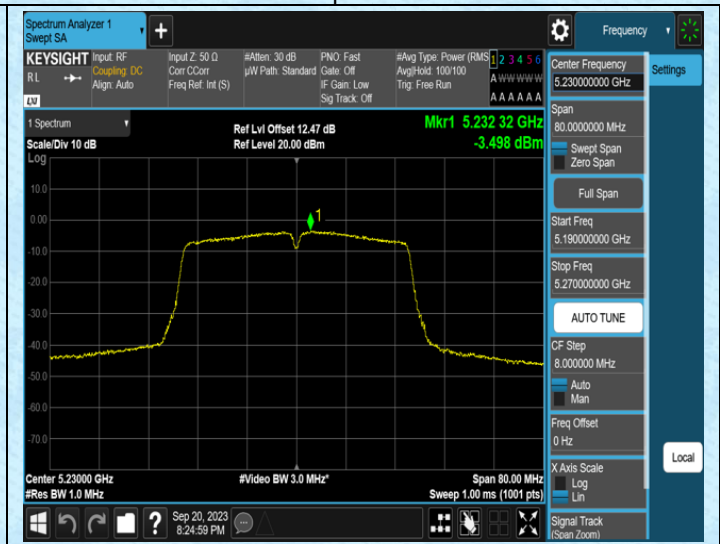 Spectrum Analyzer 1
Swept SA
Frequency
KEYSIGHT
RL
LXI
Input: RF
Coupling: DC
Align: Auto
Input Z: 50 Ω
Corr CCorr
Freq Ref: Int (S)
#Atten: 30 dB
µW Path: Standard
PNO: Fast
Gate: Off
IF Gain: Low
Sig Track: Off
#Avg Type: Power (RMS
Avg|Hold: 100/100
Trig: Free Run
1 2 3 4 5 6
A W W W W W
A A A A A A
1 Spectrum
Scale/Div 10 dB
Ref Lvl Offset 12.47 dB
Ref Level 20.00 dBm
Mkr1 5.232 32 GHz
-3.498 dBm
Log
10.0
0.00
-10.0
-20.0
-30.0
-40.0
-50.0
-60.0
-70.0
1
Center 5.23000 GHz
#Res BW 1.0 MHz
#Video BW 3.0 MHz*
Span 80.00 MHz
Sweep 1.00 ms (1001 pts)
Sep 20, 2023
8:24:59 PM
Center Frequency
5.230000000 GHz
Span
80.0000000 MHz
Swept Span
Zero Span
Full Span
Start Freq
5.190000000 GHz
Stop Freq
5.270000000 GHz
AUTO TUNE
CF Step
8.000000 MHz
Auto
Man
Freq Offset
0 Hz
X Axis Scale
Log
Lin
Signal Track
(Span Zoom)
Settings
Local